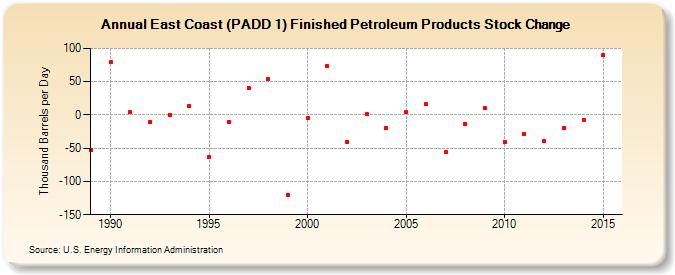 Annual East Coast (PADD 1) Finished Petroleum Products Stock Change
Thousand Barrels per Day
100
50
0
-50
-100
-150
1990 1995 2000 2005 2010 2015
Source: U.S. Energy Information Administration